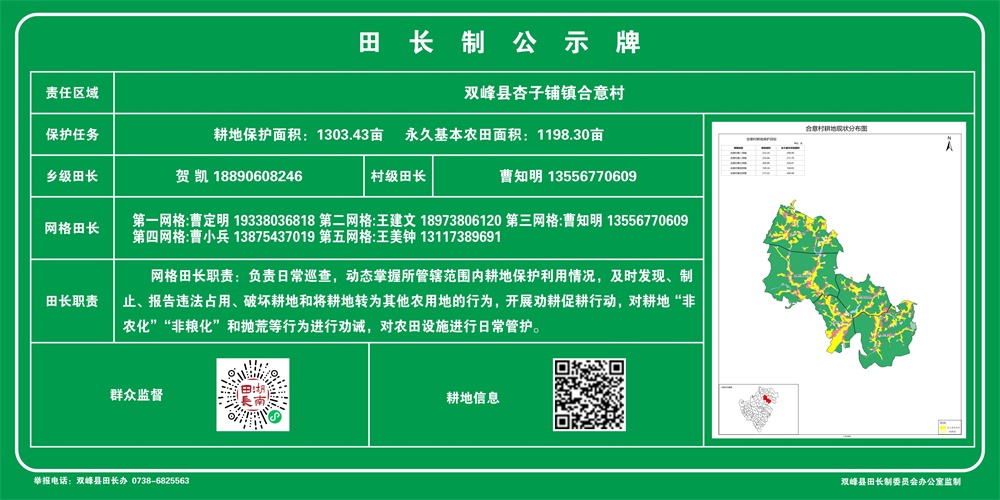 田长制公示牌
责任区域 双峰县杏子铺镇合意村
保护任务 耕地保护面积：1303.43亩 永久基本农田面积：1198.30亩
乡级田长 贺 凯 18890608246 村级田长 曹知明 13556770609
网格田长
第一网格:曹定明 19338036818 第二网格:王建文 18973806120 第三网格:曹知明 13556770609
第四网格:曹小兵 13875437019 第五网格:王美钟 13117389691
田长职责
网格田长职责：负责日常巡查，动态掌握所管辖范围内耕地保护利用情况，及时发现、制
止、报告违法占用、破坏耕地和将耕地转为其他农用地的行为，开展劝耕促耕行动，对耕地“非
农化”“非粮化”和抛荒等行为进行劝诫，对农田设施进行日常管护。
群众监督
湖南田長
耕地信息
合意村耕地现状分布图
N
举报电话：双峰县田长办 0738-6825563
双峰县田长制委员会办公室监制